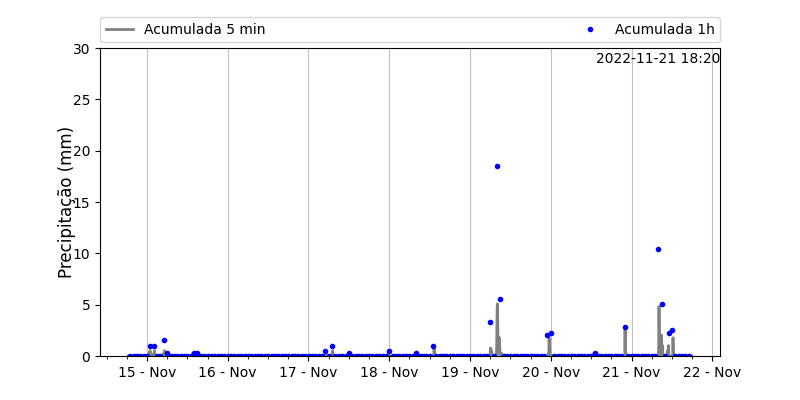 Acumulada 5 min
Acumulada 1h
2022-11-21 18:20
Precipitação (mm)
30
25
20
15
10
5
0
15 - Nov
16 - Nov
17 - Nov
18 - Nov
19 - Nov
20 - Nov
21 - Nov
22 - Nov